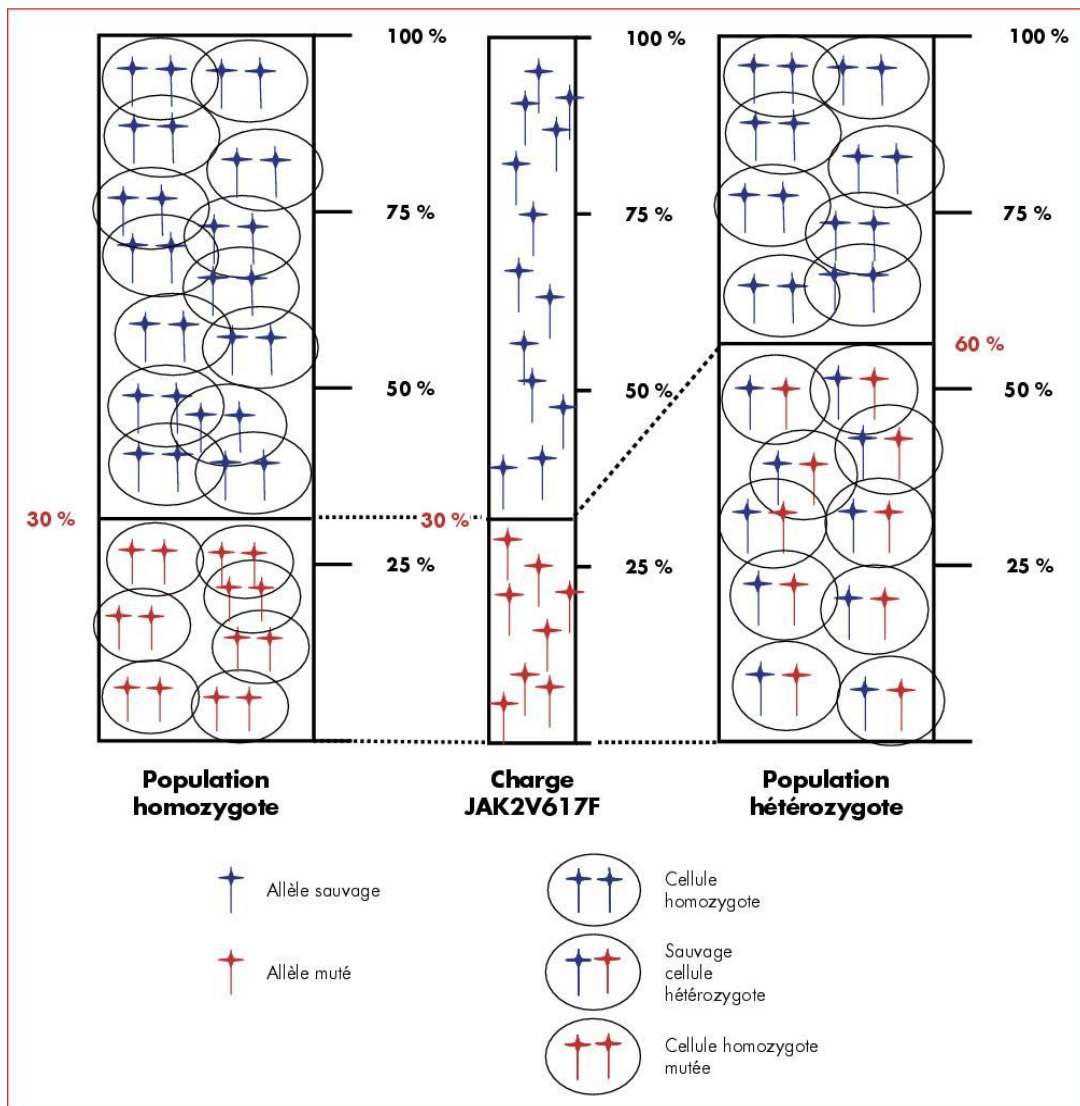 100 %
100 %
100 %
75 %
75 %
75 %
60 %
50 %
50 %
50 %
30 %
30 %
25 %
25 %
25 %
Population
homozygote
Charge
JAK2V617F
Population
hétérozygote
Allèle sauvage
Allèle muté
Cellule
homozygote
Sauvage
cellule
hétérozygote
Cellule homozygote
mutée